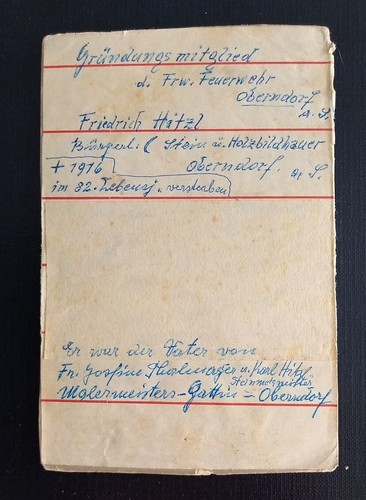 Gründungsmitglied
d. Frw. Feuerwehr
Oberndorf
a. S.
Friedrich Hitzl
Bürgerl. Stein u. Holzbildhauer
† 1916 Oberndorf. a. S.
im 82. Lebensj. verstorben
Er war der Vater von
Fr. Josefine u. Karl Hitzl
Steinmetzmeister
Malermeisters-Gattin - Oberndorf